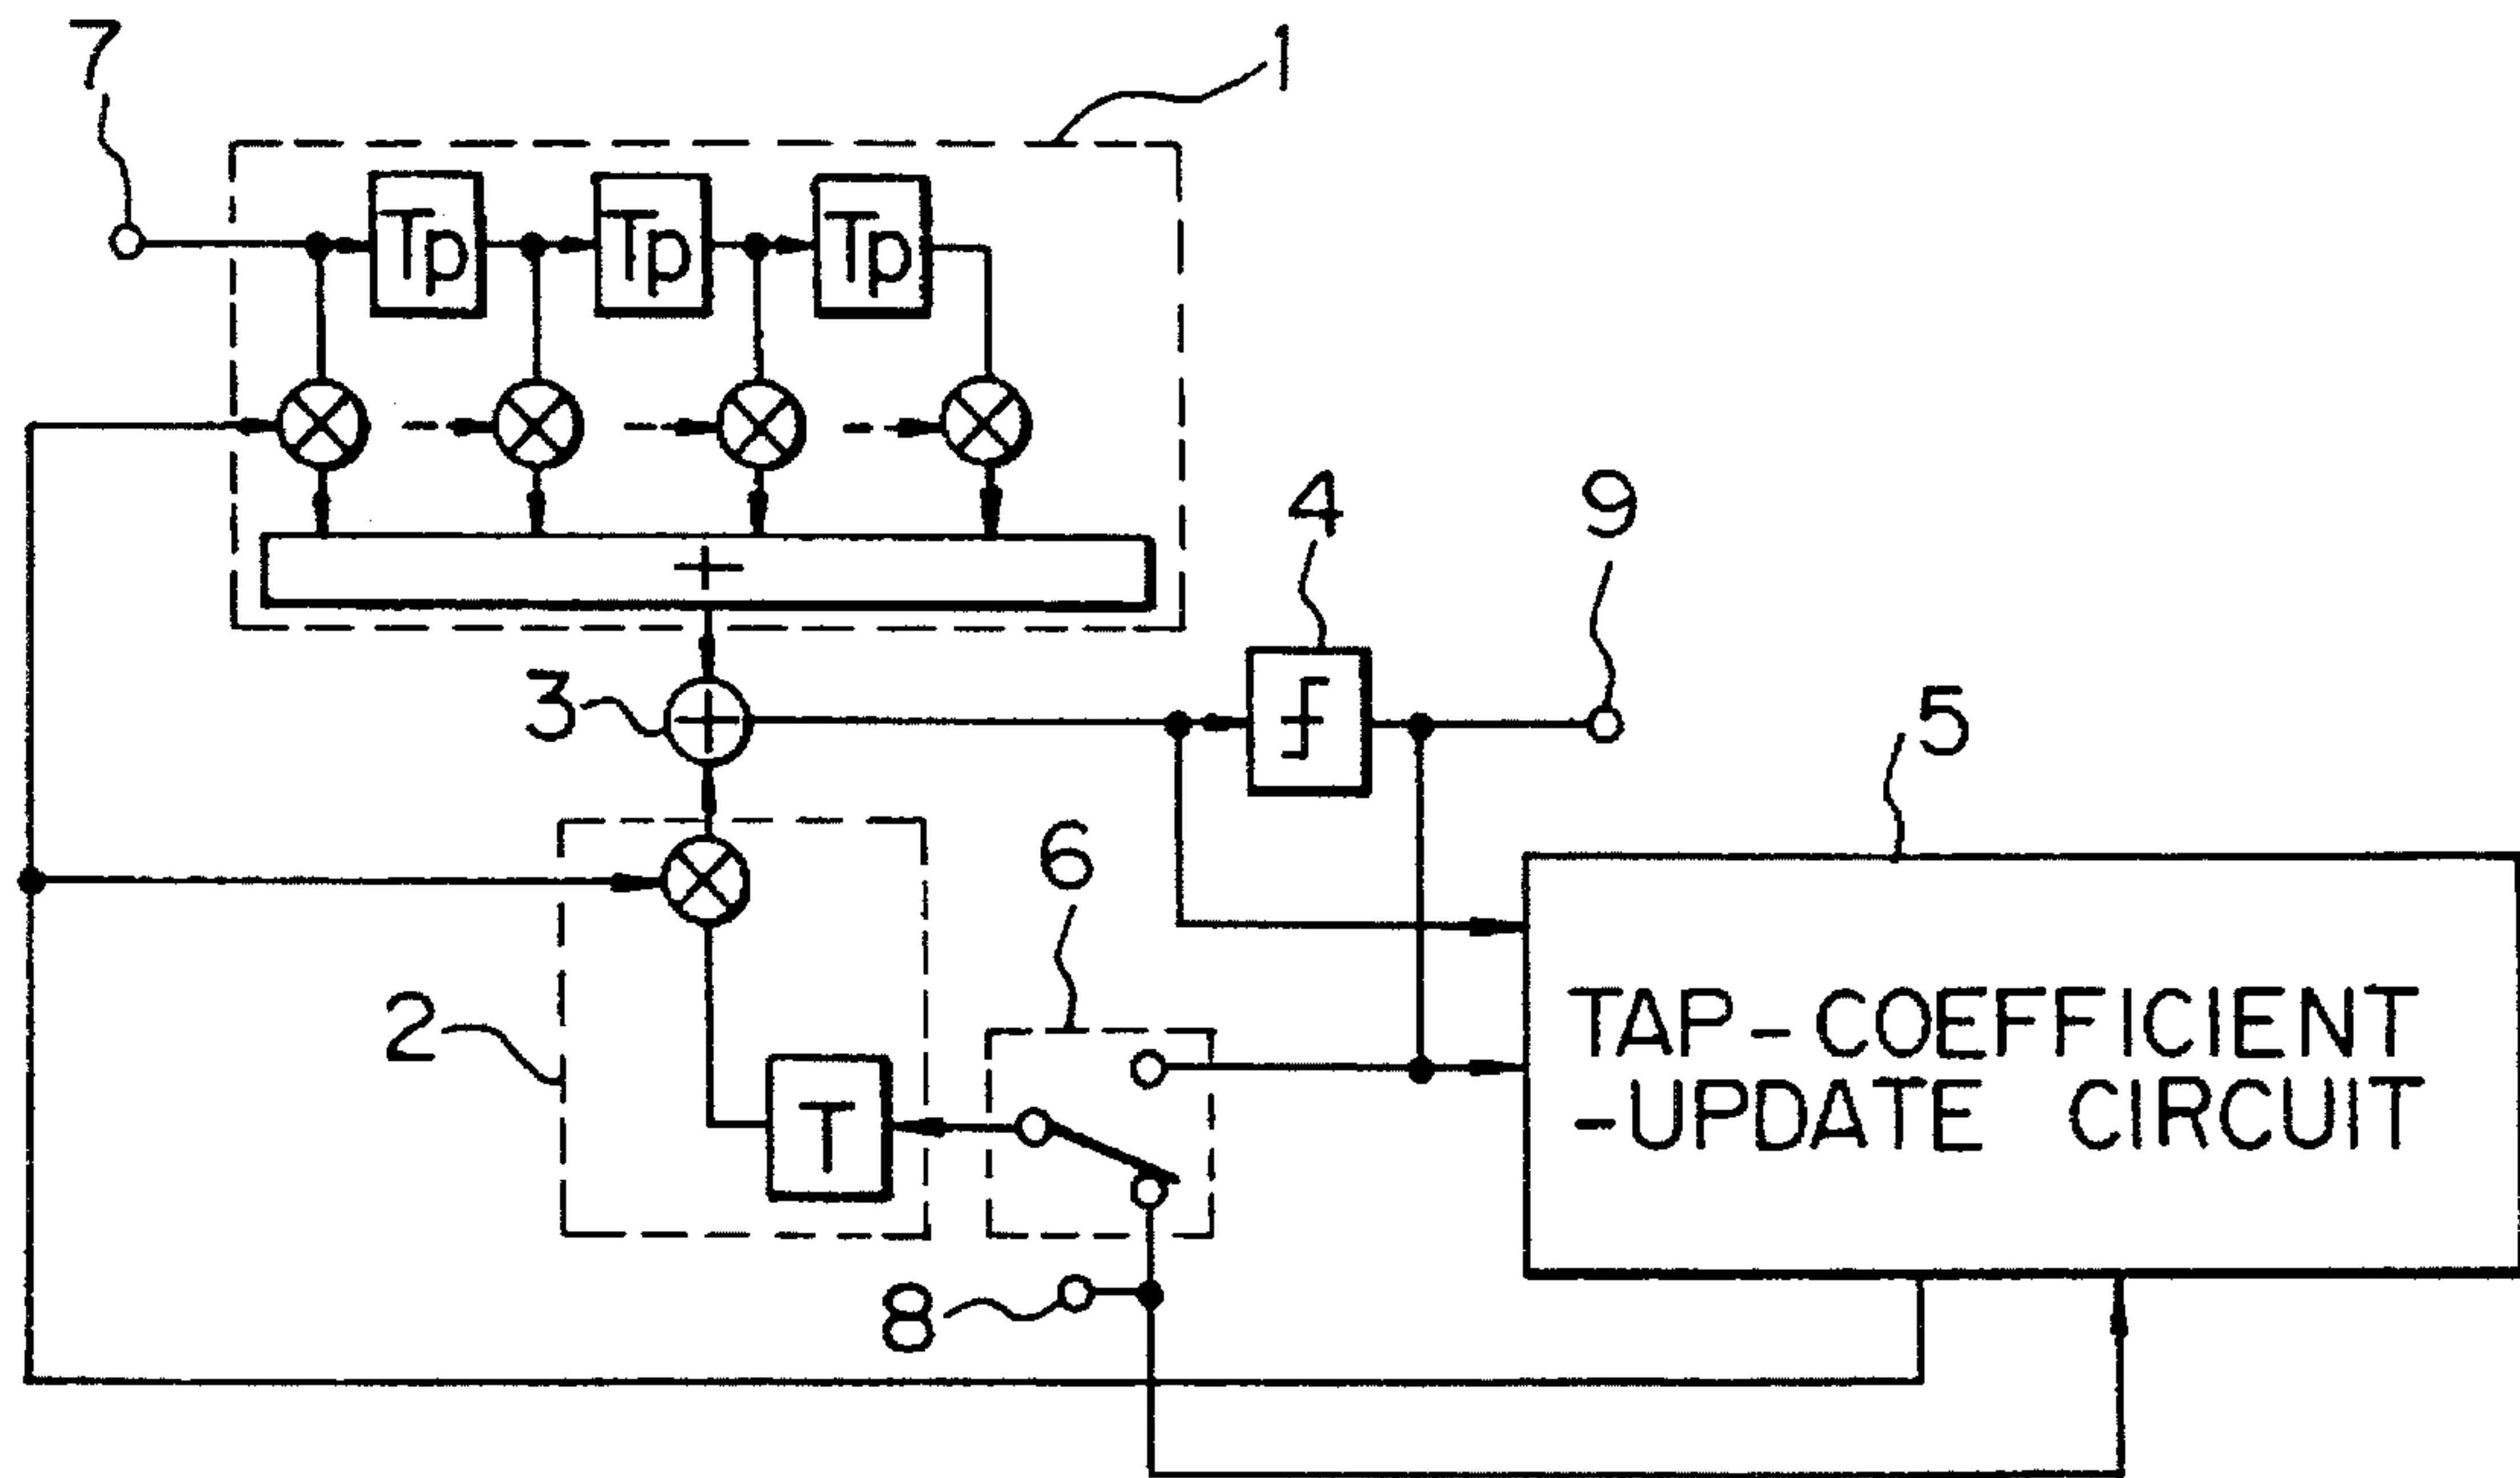 7
1
Tp Tp Tp
+
4
9
3
5
6
2
TAP-COEFFICIENT
-UPDATE CIRCUIT
T
8